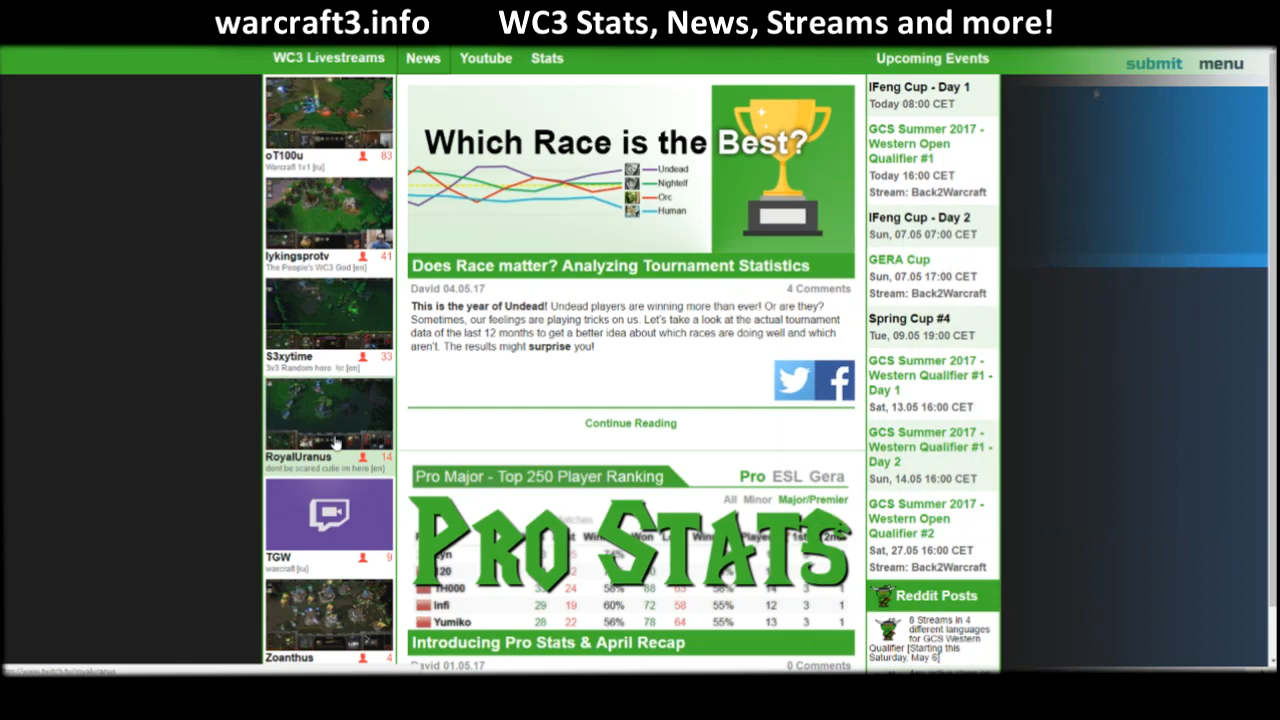 warcraft3.info WC3 Stats, News, Streams and more!
WC3 Livestreams News Youtube Stats Upcoming Events submit menu
oT100u 83
Warcraft 1x1 [ru]
lykingsprotv 41
The People's WC3 God [en]
S3xytime 33
3v3 Random hero
RoyalUranus 14
dont be scared cutie im here [en]
TGW 9
warcraft [ru]
Zoanthus 4
Which Race is the Best?
Undead
Nightelf
Orc
Human
Does Race matter? Analyzing Tournament Statistics
David 04.05.17 4 Comments
This is the year of Undead! Undead players are winning more than ever! Or are they?
Sometimes, our feelings are playing tricks on us. Let's take a look at the actual tournament
data of the last 12 months to get a better idea about which races are doing well and which
aren't. The results might surprise you!
Continue Reading
Pro Major - Top 250 Player Ranking Pro ESL Gera
All Minor Major/Premier
Pro Stats
TH000 24 58% 88 63 58% 14 3 1
Infi 29 19 60% 72 58 55% 12 3 1
Yumiko 28 22 56% 78 64 55% 13 3 1
Introducing Pro Stats & April Recap
David 01.05.17 0 Comments
IFeng Cup - Day 1
Today 08:00 CET
GCS Summer 2017 -
Western Open
Qualifier #1
Today 16:00 CET
Stream: Back2Warcraft
IFeng Cup - Day 2
Sun, 07.05 07:00 CET
GERA Cup
Sun, 07.05 17:00 CET
Stream: Back2Warcraft
Spring Cup #4
Tue, 09.05 19:00 CET
GCS Summer 2017 -
Western Qualifier #1 -
Day 1
Sat, 13.05 16:00 CET
GCS Summer 2017 -
Western Qualifier #1 -
Day 2
Sun, 14.05 16:00 CET
GCS Summer 2017 -
Western Open
Qualifier #2
Sat, 27.05 16:00 CET
Stream: Back2Warcraft
Reddit Posts
8 Streams in 4
different languages
for GCS Western
Qualifier [Starting this
Saturday, May 6]